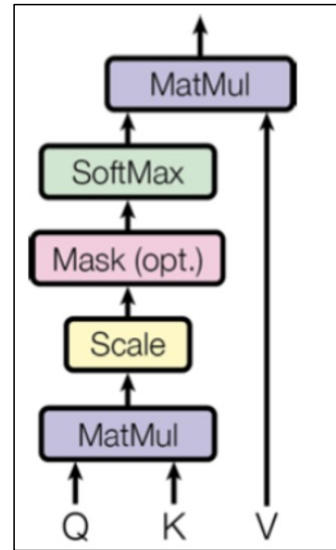 MatMul
SoftMax
Mask (opt.)
Scale
MatMul
Q K V